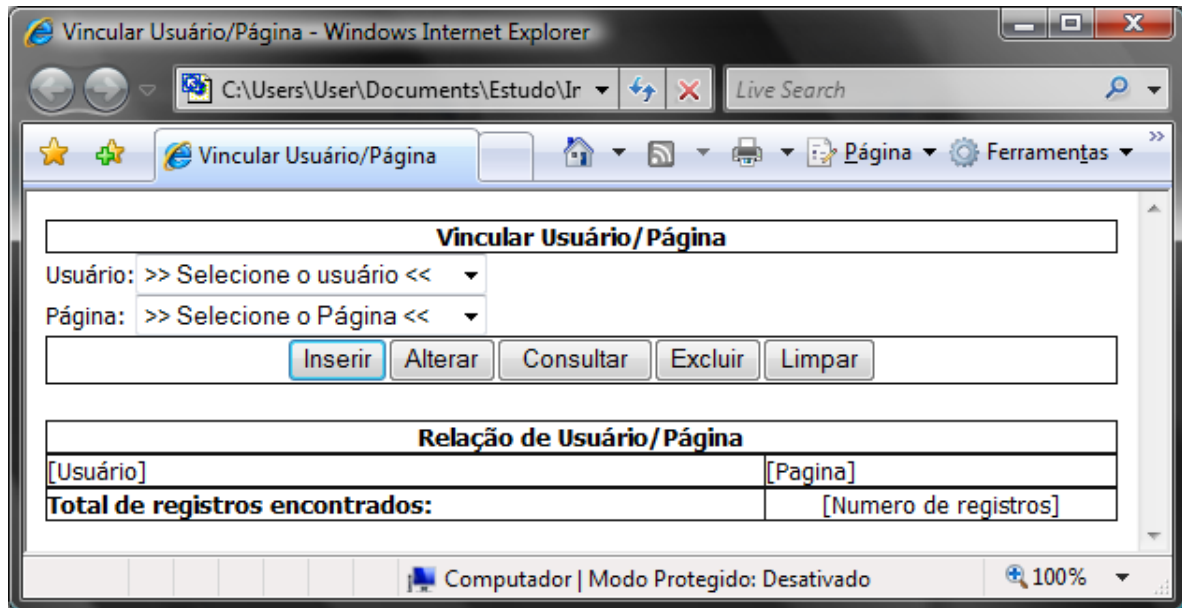 Vincular Usuário/Página - Windows Internet Explorer
C:\Users\User\Documents\Estudo\Ir Live Search
Vincular Usuário/Página Página Ferramentas »
Vincular Usuário/Página
Usuário: >> Selecione o usuário <<
Página: >> Selecione o Página <<
Inserir Alterar Consultar Excluir Limpar
Relação de Usuário/Página
[Usuário] [Pagina]
Total de registros encontrados: [Numero de registros]
Computador | Modo Protegido: Desativado 100%